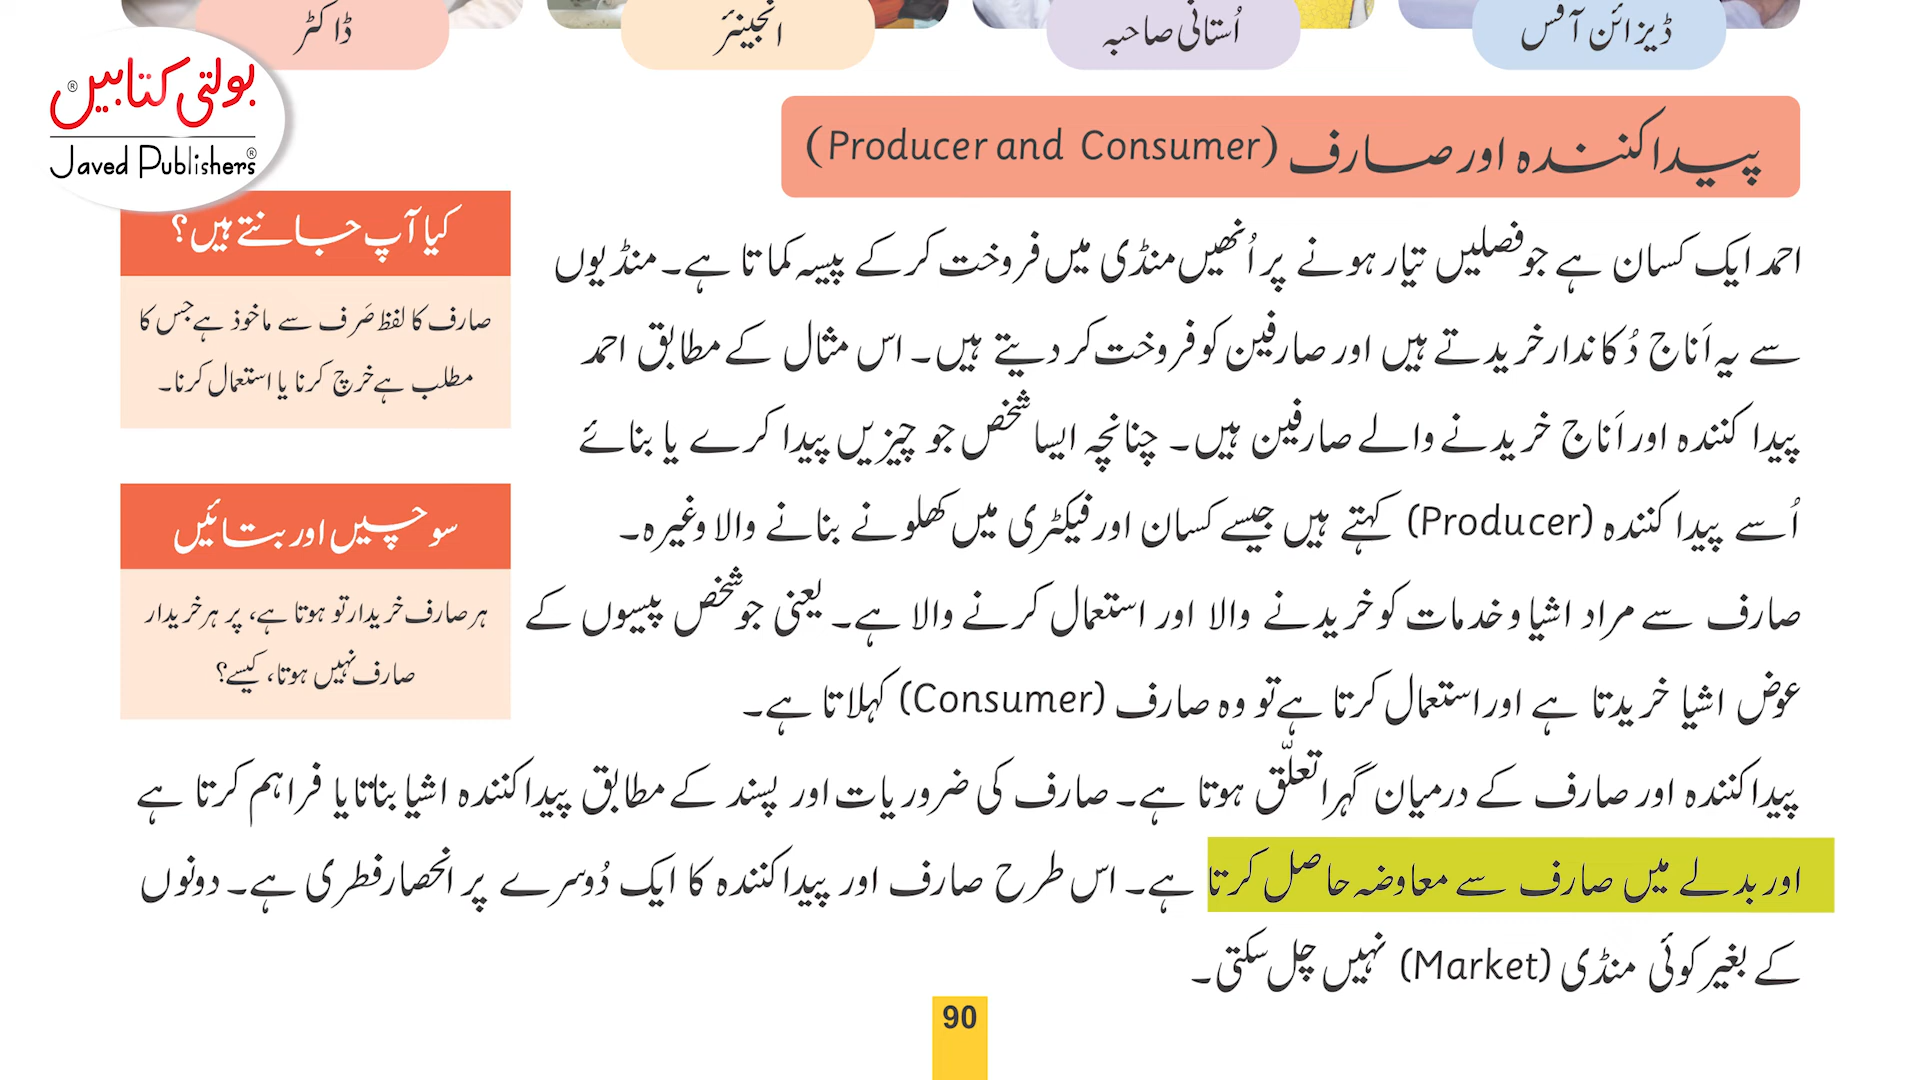 ڈیزائن آفس
اُستانی صاحبہ
انجینئر
ڈاکٹر
بولتی کتابیں®
Javed Publishers®
پیداکنندہ اور صارف (Producer and Consumer)
احمد ایک کسان ہے جو فصلیں تیّار ہونے پر اُنھیں منڈی میں فروخت کرکے پیسہ کماتا ہے۔ منڈیوں
سے یہ اَناج دُکاندار خریدتے ہیں اور صارفین کو فروخت کر دیتے ہیں۔ اس مثال کے مطابق احمد
پیدا کنندہ اور اَناج خریدنے والے صارفین ہیں۔ چنانچہ ایسا شخص جو چیزیں پیدا کرے یا بنائے
اُسے پیدا کنندہ (Producer) کہتے ہیں جیسے کسان اور فیکٹری میں کھلونے بنانے والا وغیرہ۔
صارف سے مراد اشیا و خدمات کو خریدنے والا اور استعمال کرنے والا ہے۔ یعنی جو شخص پیسوں کے
عوض اشیا خریدتا ہے اور استعمال کرتا ہے تو وہ صارف (Consumer) کہلاتا ہے۔
پیداکنندہ اور صارف کے درمیان گہرا تعلّق ہوتا ہے۔ صارف کی ضروریات اور پسند کے مطابق پیداکنندہ اشیا بناتا یا فراہم کرتا ہے
اور بدلے میں صارف سے معاوضہ حاصل کرتا ہے۔ اس طرح صارف اور پیداکنندہ کا ایک دُوسرے پر انحصار فطری ہے۔ دونوں
کے بغیر کوئی منڈی (Market) نہیں چل سکتی۔
کیا آپ جانتے ہیں؟
صارف کا لفظ صَرف سے ماخوذ ہے جس کا
مطلب ہے خرچ کرنا یا استعمال کرنا۔
سوچیں اور بتائیں
ہر صارف خریدار تو ہوتا ہے، پر ہر خریدار
صارف نہیں ہوتا، کیسے؟
90